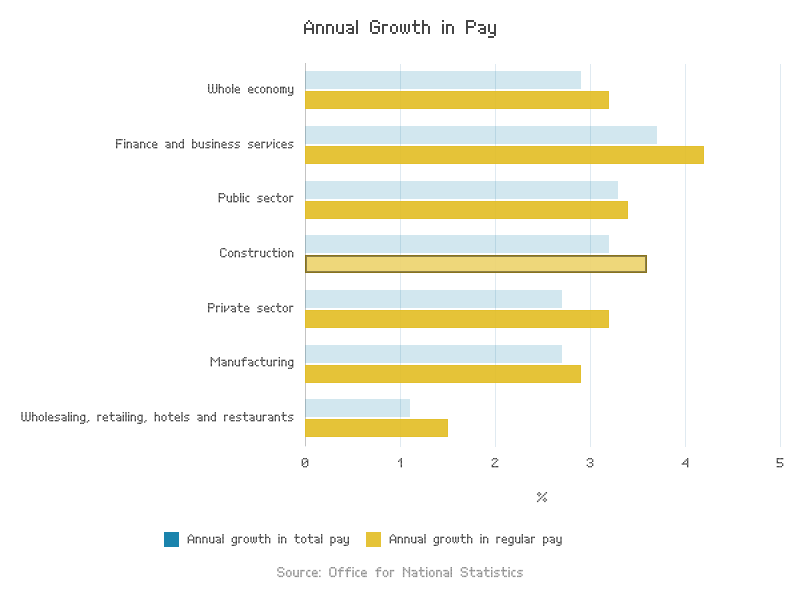 Annual Growth in Pay
Whole economy
Finance and business services
Public sector
Construction
Private sector
Manufacturing
Wholesaling, retailing, hotels and restaurants
0 1 2 3 4 5
%
Annual growth in total pay Annual growth in regular pay
Source: Office for National Statistics